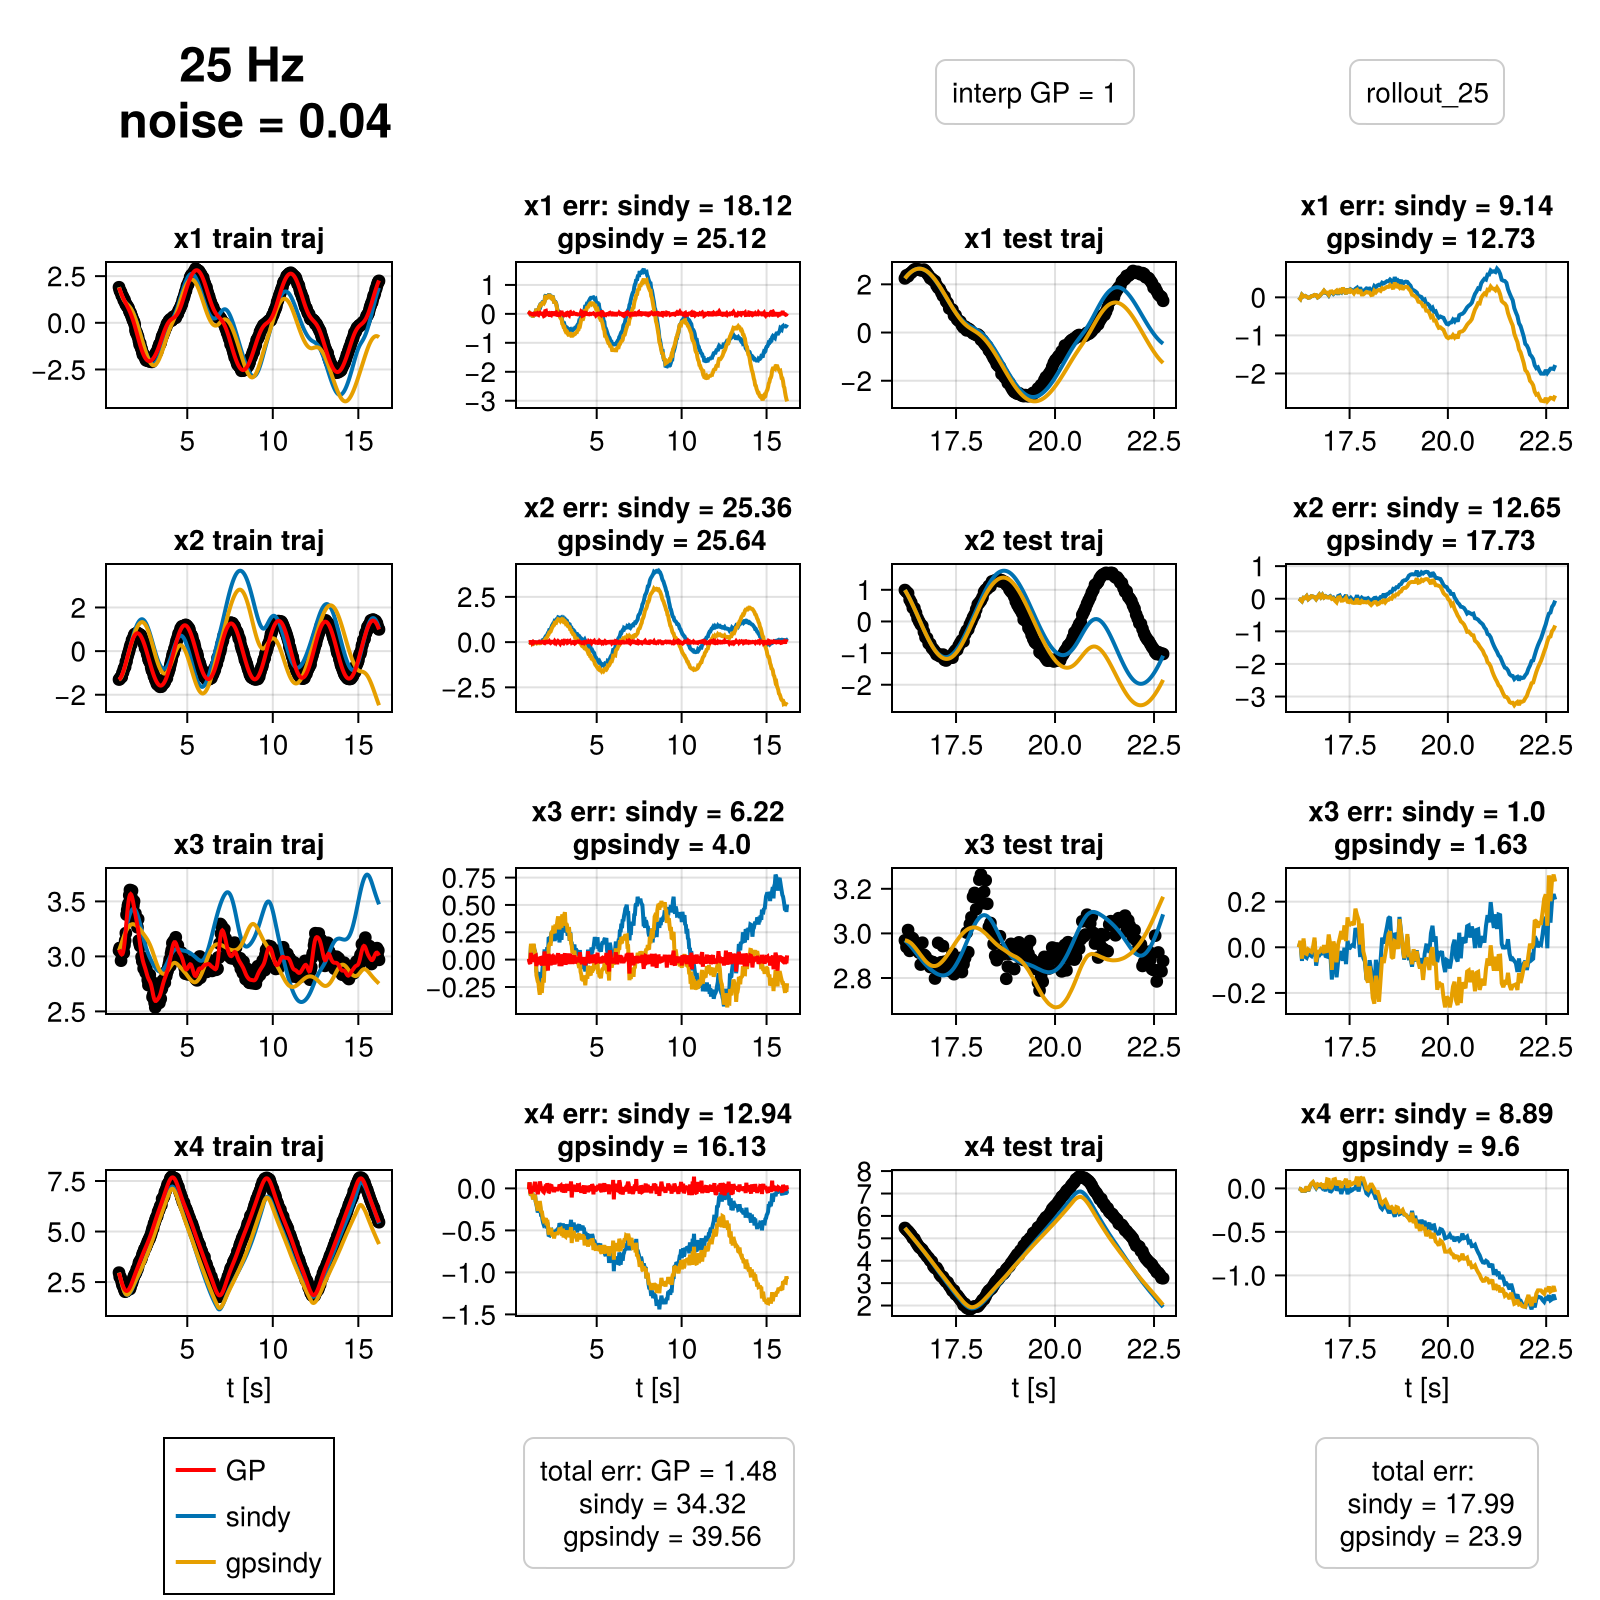 25 Hz
noise = 0.04
interp GP = 1
rollout_25
x1 train traj
2.5
0.0
−2.5
5
10
15
x1 err: sindy = 18.12
gpsindy = 25.12
1
0
−1
−2
−3
5
10
15
x1 test traj
2
0
−2
17.5
20.0
22.5
x1 err: sindy = 9.14
gpsindy = 12.73
0
−1
−2
17.5
20.0
22.5
x2 train traj
2
0
−2
5
10
15
x2 err: sindy = 25.36
gpsindy = 25.64
2.5
0.0
−2.5
5
10
15
x2 test traj
1
0
−1
−2
17.5
20.0
22.5
x2 err: sindy = 12.65
gpsindy = 17.73
1
0
−1
−2
−3
17.5
20.0
22.5
x3 train traj
3.5
3.0
2.5
5
10
15
x3 err: sindy = 6.22
gpsindy = 4.0
0.75
0.50
0.25
0.00
−0.25
5
10
15
x3 test traj
3.2
3.0
2.8
17.5
20.0
22.5
x3 err: sindy = 1.0
gpsindy = 1.63
0.2
0.0
−0.2
17.5
20.0
22.5
x4 train traj
7.5
5.0
2.5
5
10
15
t [s]
x4 err: sindy = 12.94
gpsindy = 16.13
0.0
−0.5
−1.0
−1.5
5
10
15
t [s]
x4 test traj
8
7
6
5
4
3
2
17.5
20.0
22.5
t [s]
x4 err: sindy = 8.89
gpsindy = 9.6
0.0
−0.5
−1.0
17.5
20.0
22.5
t [s]
GP
sindy
gpsindy
total err: GP = 1.48
sindy = 34.32
gpsindy = 39.56
total err:
sindy = 17.99
gpsindy = 23.9